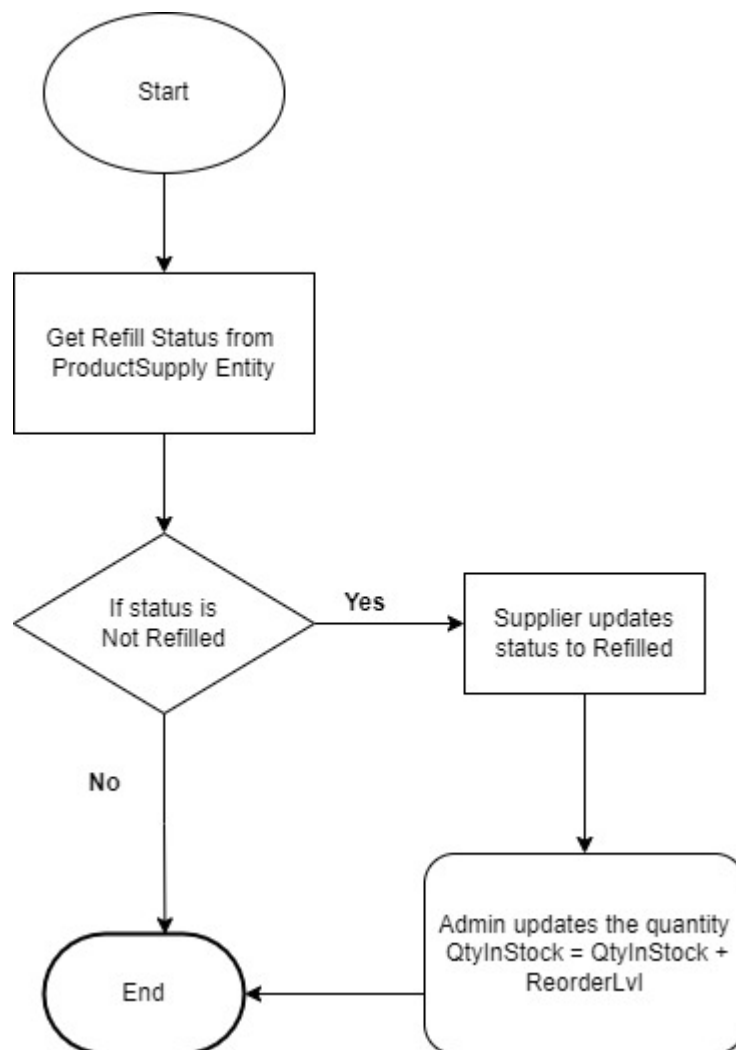 Start
Get Refill Status from
ProductSupply Entity
If status is
Not Refilled
Yes
Supplier updates
status to Refilled
No
Admin updates the quantity
QtyInStock = QtyInStock +
ReorderLvl
End